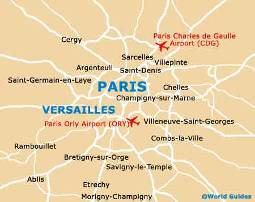 Paris Charles de Gaulle
Airport (CDG)
Cergy
Sarcelles
Villepinte
Argenteuil
Saint-Denis
Saint-Germain-en-Laye
PARIS
Chelles
Champigny-sur-Marne
VERSAILLES
Paris Orly Airport (ORY)
Villeneuve-Saint-Georges
Combs-la-Ville
Rambouillet
Bretigny-sur-Orge
Savigny-le-Temple
Ablis
Etrechy
Morigny-Champigny
©World Guides